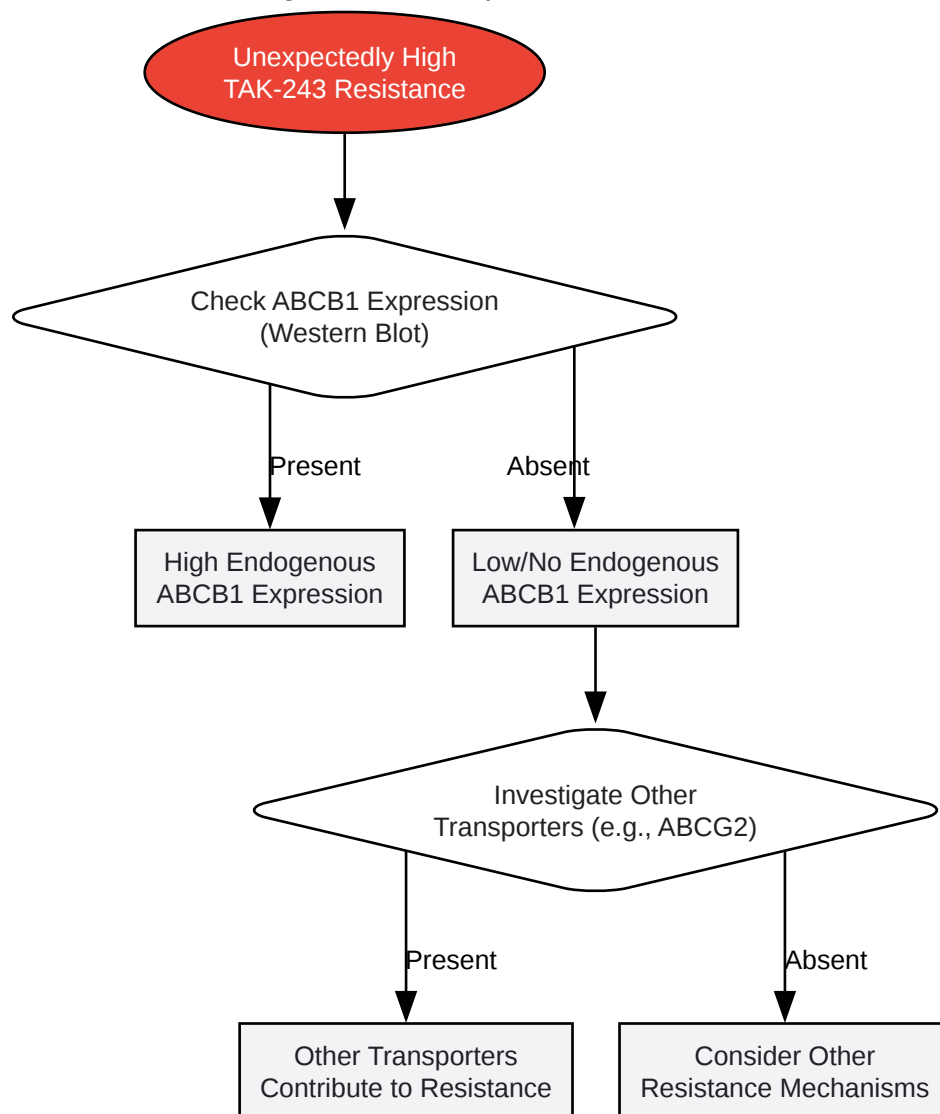 Unexpectedly High
TAK-243 Resistance
Check ABCB1 Expression
(Western Blot)
Present
Absent
High Endogenous
ABCB1 Expression
Low/No Endogenous
ABCB1 Expression
Investigate Other
Transporters (e.g., ABCG2)
Present
Absent
Other Transporters
Contribute to Resistance
Consider Other
Resistance Mechanisms